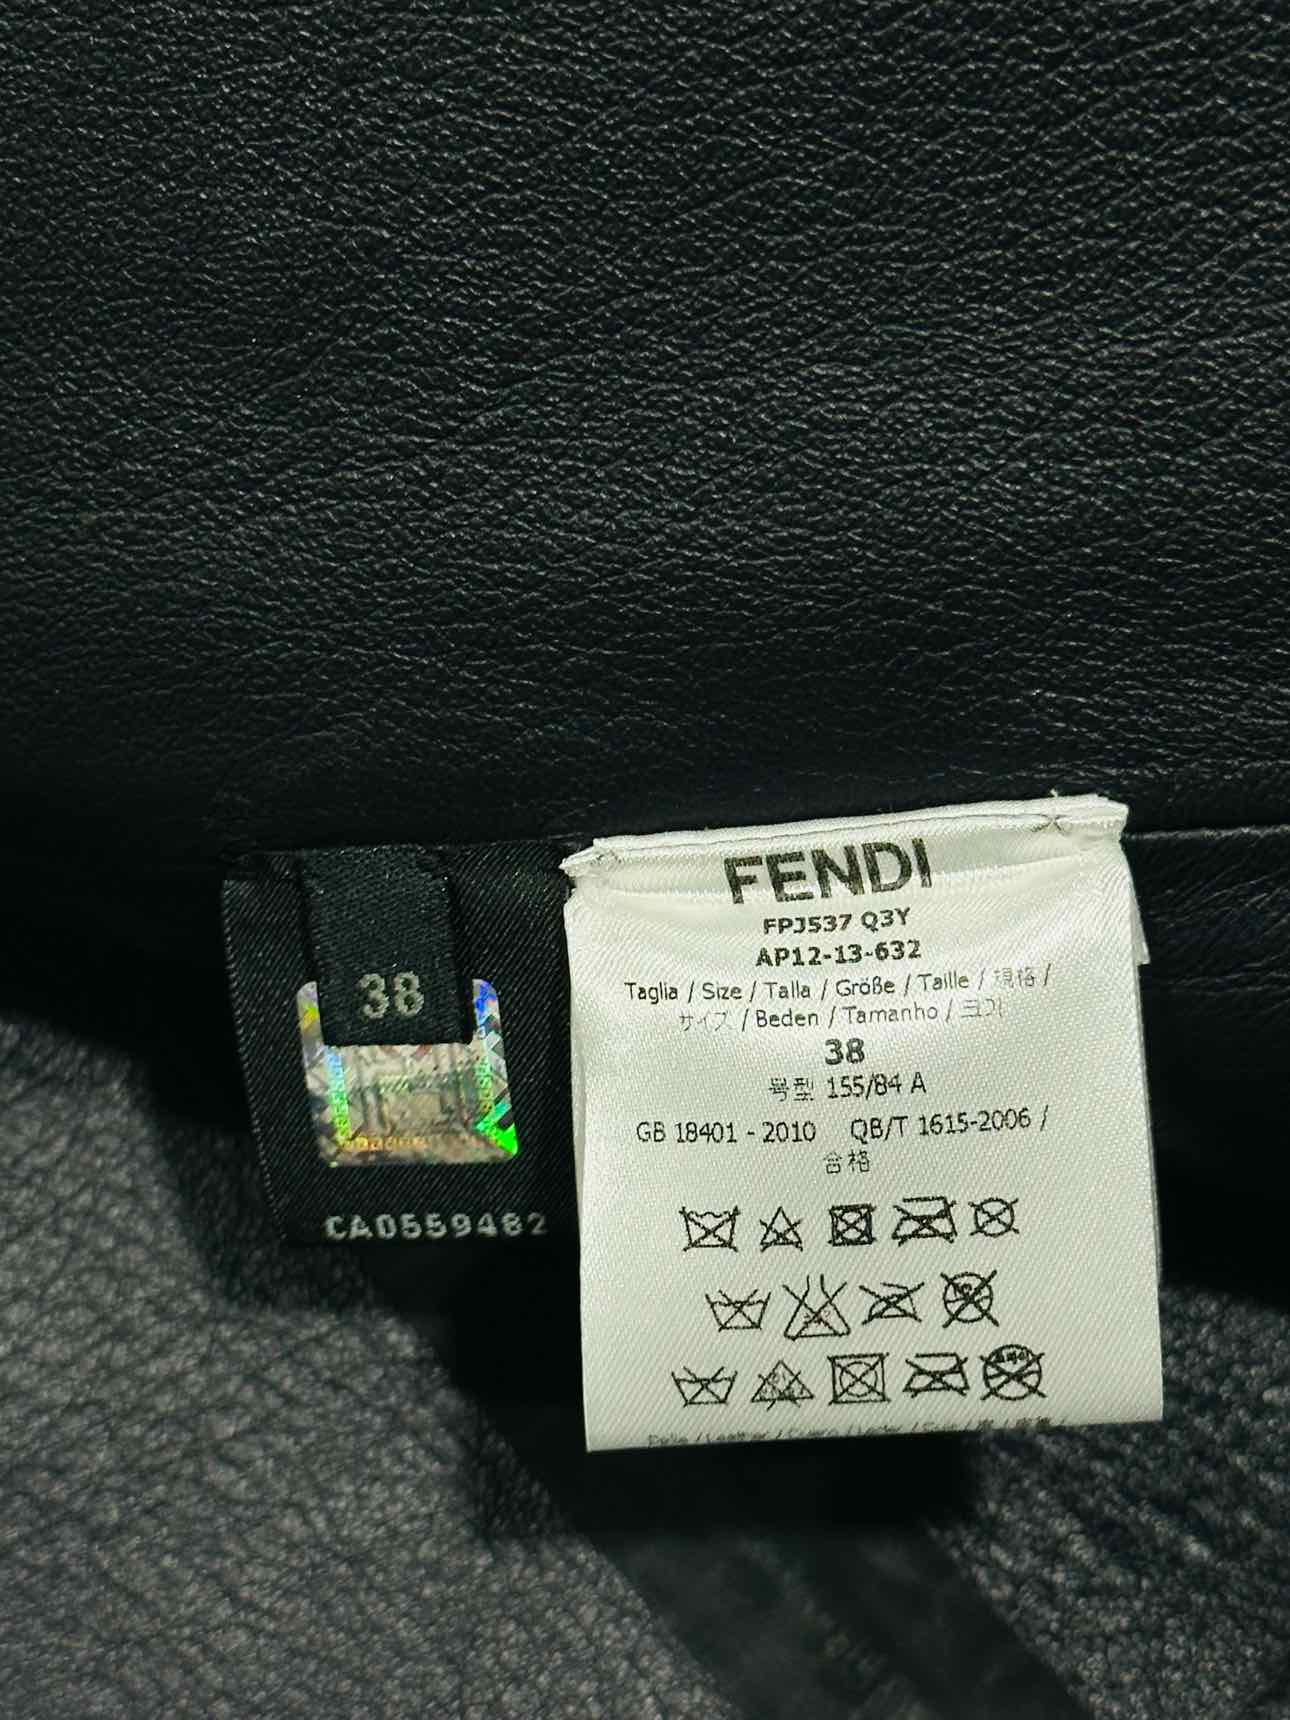 38
CA0559482
FENDI
FPJ537 Q3Y
AP12-13-632
Taglia / Size / Talla / Größe / Taille / 規格 /
サイズ / Beden / Tamanho / 크기
38
号型 155/84 A
GB 18401 - 2010 QB/T 1615-2006 /
合格